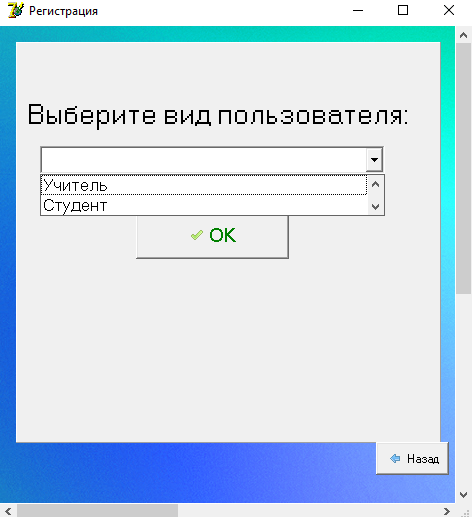 Регистрация
Выберите вид пользователя:
Учитель
Студент
OK
Назад